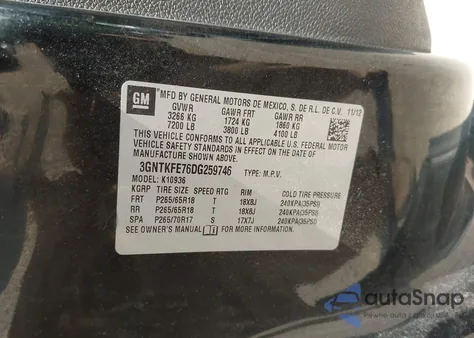 GM MFD BY GENERAL MOTORS DE MEXICO, S. DE R.L. DE C.V. 11/12
GVWR GAWR FRT GAWR RR
3266 KG 1724 KG 1860 KG
7200 LB 3800 LB 4100 LB
THIS VEHICLE CONFORMS TO ALL APPLICABLE U.S. FEDERAL MOTOR
VEHICLE SAFETY STANDARDS IN EFFECT ON THE DATE OF
MANUFACTURE SHOWN ABOVE.
3GNTKFE76DG259746 TYPE: M.P.V.
MODEL: K10936
KGRP TIRE SIZE SPEED RTG RIM COLD TIRE PRESSURE
FRT P265/65R18 T 18X8J 240KPA(35PSI)
RR P265/65R18 T 18X8J 240KPA(35PSI)
SPA P265/70R17 S 17X7J 240KPA(35PSI)
SEE OWNER'S MANUAL FOR ADDITIONAL INFORMATION.
autoSnap